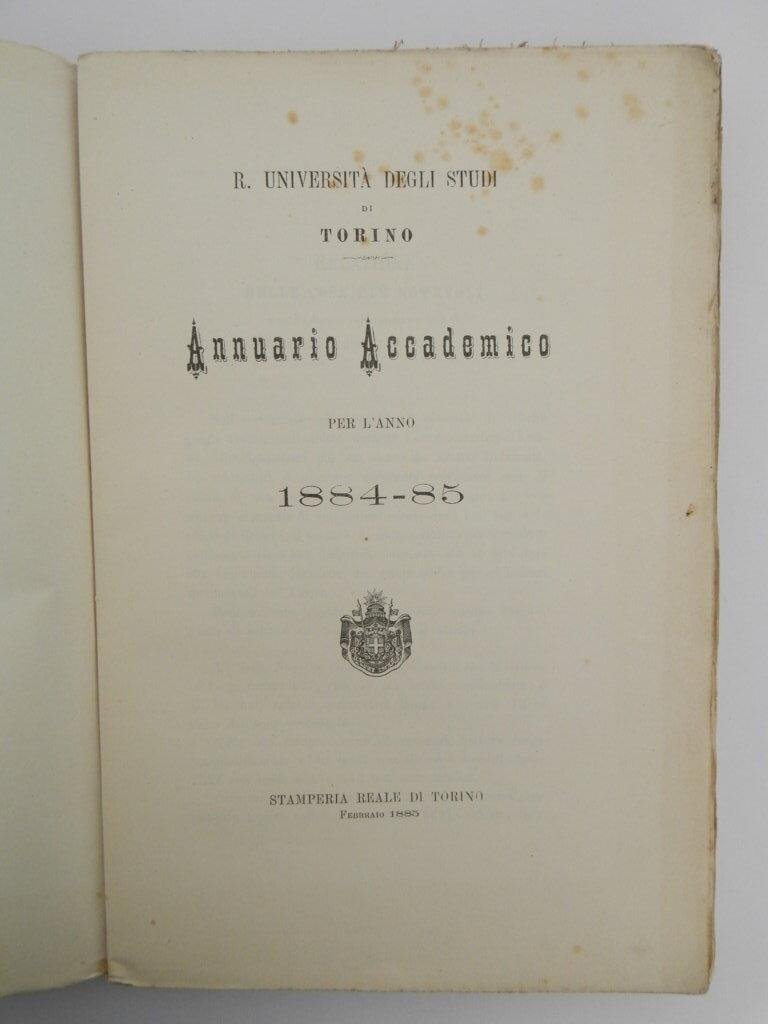 R. UNIVERSITÀ DEGLI STUDI
DI
TORINO
Annuario Accademico
PER L'ANNO
1884-85
STAMPERIA REALE DI TORINO
FEBBRAIO 1885